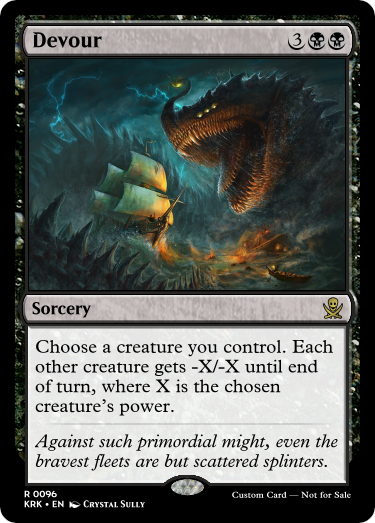 Devour 3
Sorcery
Choose a creature you control. Each
other creature gets -X/-X until end
of turn, where X is the chosen
creature's power.
Against such primordial might, even the
bravest fleets are but scattered splinters.
R 0096
KRK • EN Crystal Sully
Custom Card — Not for Sale